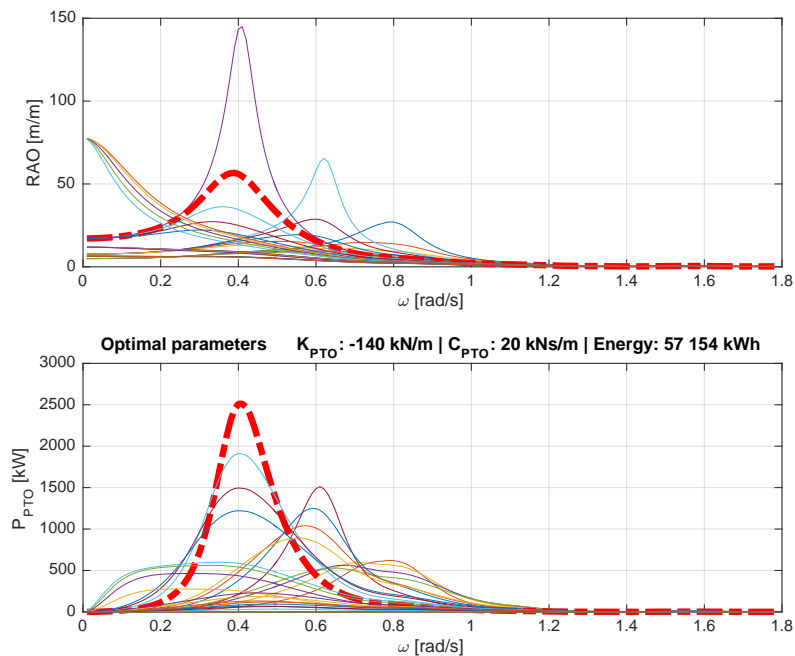 150
100
50
0
RAO [m/m]
0 0.2 0.4 0.6 0.8 1 1.2 1.4 1.6 1.8
ω [rad/s]
Optimal parameters K_PTO: -140 kN/m | C_PTO: 20 kNs/m | Energy: 57 154 kWh
3000
2500
2000
1500
1000
500
0
P_PTO [kW]
0 0.2 0.4 0.6 0.8 1 1.2 1.4 1.6 1.8
ω [rad/s]